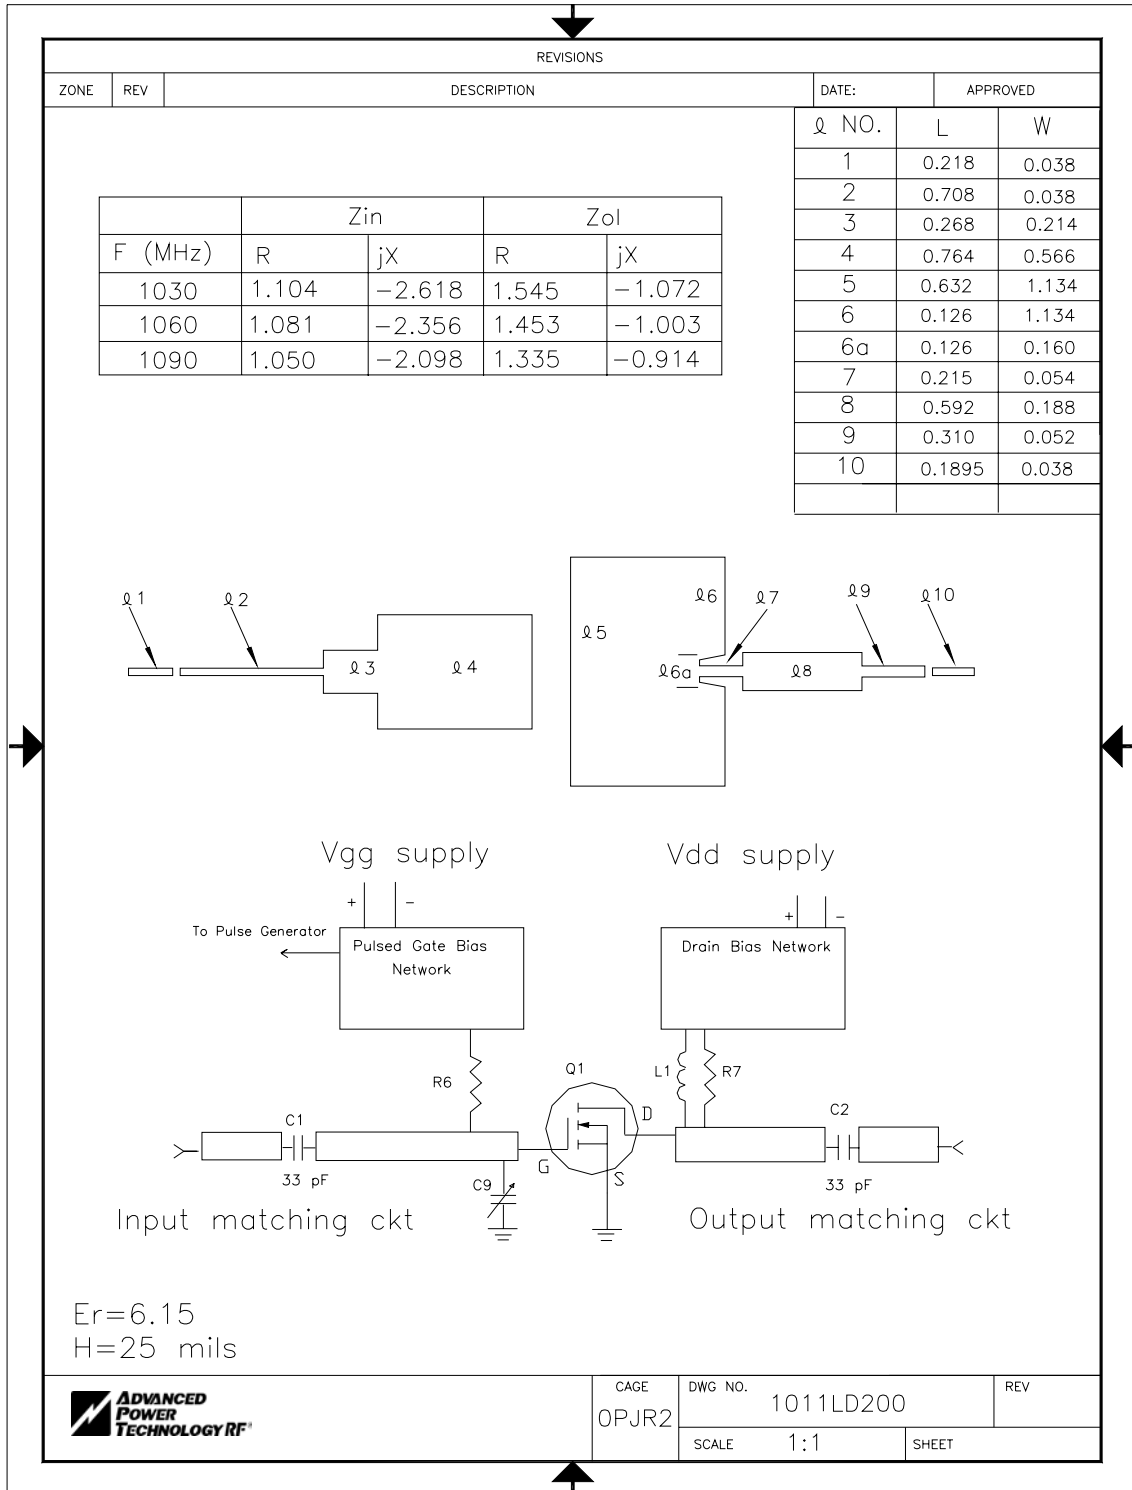 REVISIONS
ZONE REV DESCRIPTION DATE: APPROVED
ℓ NO. L W
1 0.218 0.038
2 0.708 0.038
3 0.268 0.214
4 0.764 0.566
5 0.632 1.134
6 0.126 1.134
6a 0.126 0.160
7 0.215 0.054
8 0.592 0.188
9 0.310 0.052
10 0.1895 0.038
Zin Zol
F (MHz) R jX R jX
1030 1.104 −2.618 1.545 −1.072
1060 1.081 −2.356 1.453 −1.003
1090 1.050 −2.098 1.335 −0.914
ℓ1 ℓ2 ℓ3 ℓ4
ℓ5 ℓ6 ℓ6a ℓ7 ℓ8 ℓ9 ℓ10
Vgg supply
+ -
To Pulse Generator
Pulsed Gate Bias
Network
R6
Vdd supply
+ -
Drain Bias Network
L1 R7
Q1
D
G
S
C1
33 pF
C9
C2
33 pF
Input matching ckt
Output matching ckt
Er=6.15
H=25 mils
ADVANCED
POWER
TECHNOLOGY RF®
CAGE
0PJR2
DWG NO.
1011LD200
REV
SCALE 1:1
SHEET